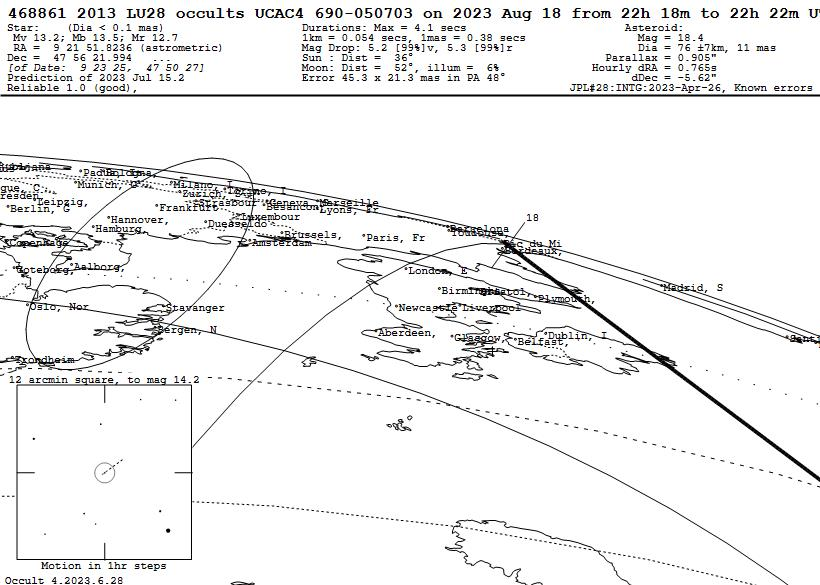 468861 2013 LU28 occults UCAC4 690-050703 on 2023 Aug 18 from 22h 18m to 22h 22m U
Star: (Dia < 0.1 mas)
Mv 13.2; Mb 13.5; Mr 12.7
RA = 9 21 51.8236 (astrometric)
Dec = 47 56 21.994 ...
[of Date: 9 23 25, 47 50 27]
Prediction of 2023 Jul 15.2
Reliable 1.0 (good),
Durations: Max = 4.1 secs
1km = 0.054 secs, 1mas = 0.38 secs
Mag Drop: 5.2 [99%]v, 5.3 [99%]r
Sun : Dist = 36°
Moon: Dist = 52°, illum = 6%
Error 45.3 x 21.3 mas in PA 48°
Asteroid:
Mag = 18.4
Dia = 76 ±7km, 11 mas
Parallax = 0.905"
Hourly dRA = 0.765s
dDec = -5.62"
JPL#28:INTG:2023-Apr-26, Known errors
Munich,
Milano, I
Torino, I
Zurich,
Strasbour
Geneva,
Marseille
Besancon
Lyons, Fr
Leipzig,
Berlin, G
Frankfurt
Hannover,
Luxembour
Duesseldo
Hamburg,
Brussels,
Amsterdam
Copenhage
Paris, Fr
Barselona
Toulouse,
18
Pic du Mi
Bordeaux,
Goteborg,
Aalborg,
London, E
Birmingha
Bristol,
Plymouth,
Madrid, S
Oslo, Nor
Stavanger
Newcastle
Liverpool
Bergen, N
Aberdeen,
Glasgow,
Dublin, I
Belfast,
Trondheim
12 arcmin square, to mag 14.2
Motion in 1hr steps
Occult 4.2023.6.28